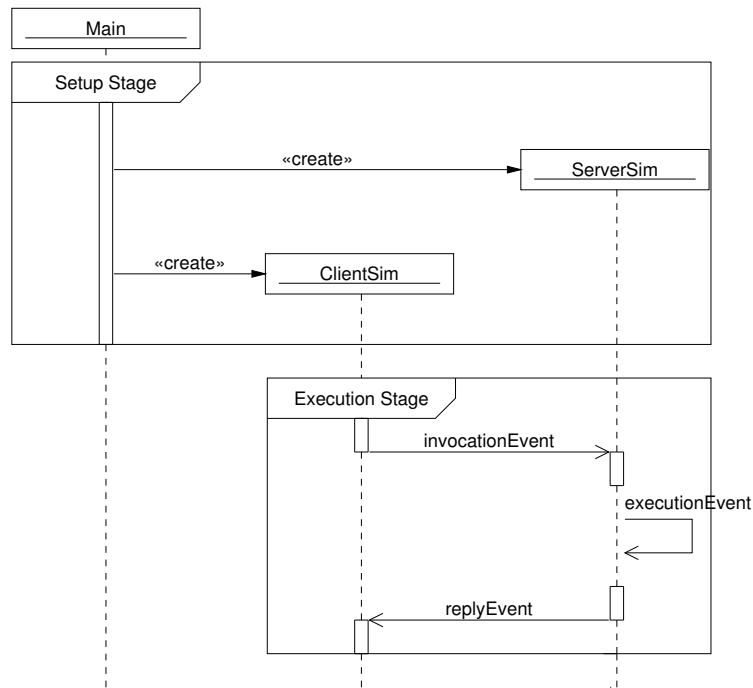 Main
Setup Stage
«create»
ServerSim
«create»
ClientSim
Execution Stage
invocationEvent
executionEvent
replyEvent